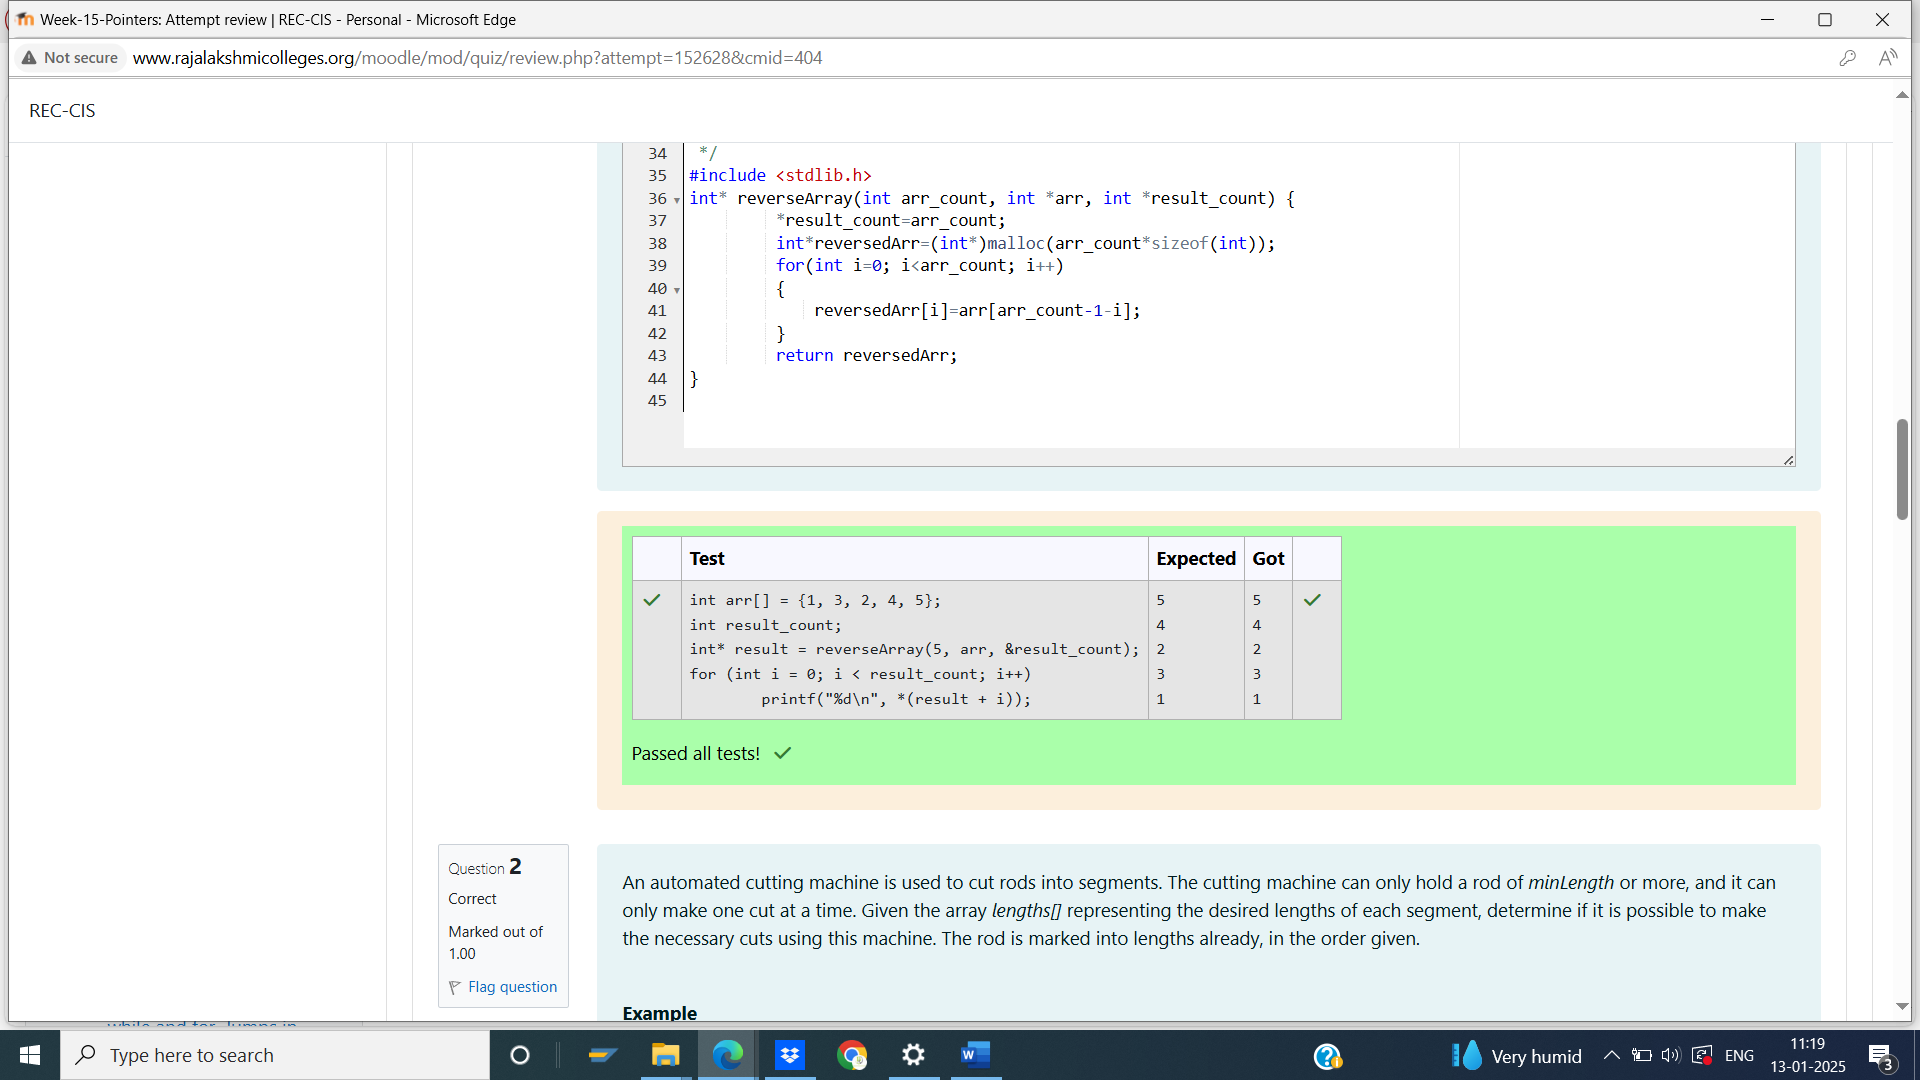 Week-15-Pointers: Attempt review | REC-CIS - Personal - Microsoft Edge
Not secure www.rajalakshmicolleges.org/moodle/mod/quiz/review.php?attempt=152628&cmid=404
REC-CIS
34 */
35 #include <stdlib.h>
36 int* reverseArray(int arr_count, int *arr, int *result_count) {
37 *result_count=arr_count;
38 int*reversedArr=(int*)malloc(arr_count*sizeof(int));
39 for(int i=0; i<arr_count; i++)
40 {
41 reversedArr[i]=arr[arr_count-1-i];
42 }
43 return reversedArr;
44 }
45
Test Expected Got
int arr[] = {1, 3, 2, 4, 5}; 5 5
int result_count; 4 4
int* result = reverseArray(5, arr, &result_count); 2 2
for (int i = 0; i < result_count; i++) 3 3
printf("%d\n", *(result + i)); 1 1
Passed all tests!
Question 2
Correct
Marked out of
1.00
Flag question
An automated cutting machine is used to cut rods into segments. The cutting machine can only hold a rod of minLength or more, and it can
only make one cut at a time. Given the array lengths[] representing the desired lengths of each segment, determine if it is possible to make
the necessary cuts using this machine. The rod is marked into lengths already, in the order given.
Example
Type here to search
Very humid
ENG
11:19
13-01-2025
3